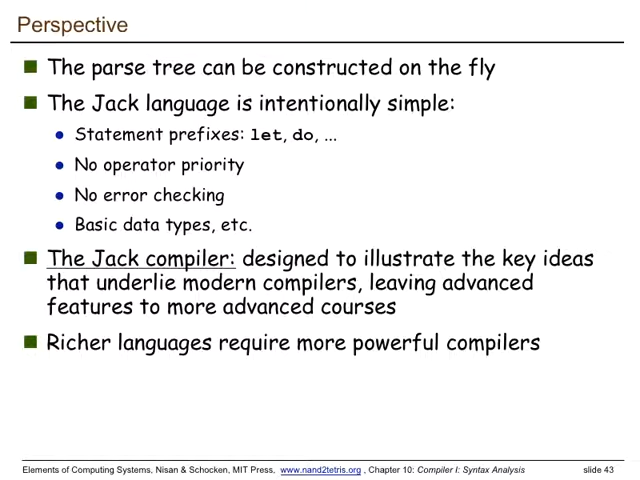 Perspective
The parse tree can be constructed on the fly
The Jack language is intentionally simple:
Statement prefixes: let, do, ...
No operator priority
No error checking
Basic data types, etc.
The Jack compiler: designed to illustrate the key ideas
that underlie modern compilers, leaving advanced
features to more advanced courses
Richer languages require more powerful compilers
Elements of Computing Systems, Nisan & Schocken, MIT Press, www.nand2tetris.org , Chapter 10: Compiler I: Syntax Analysis slide 43